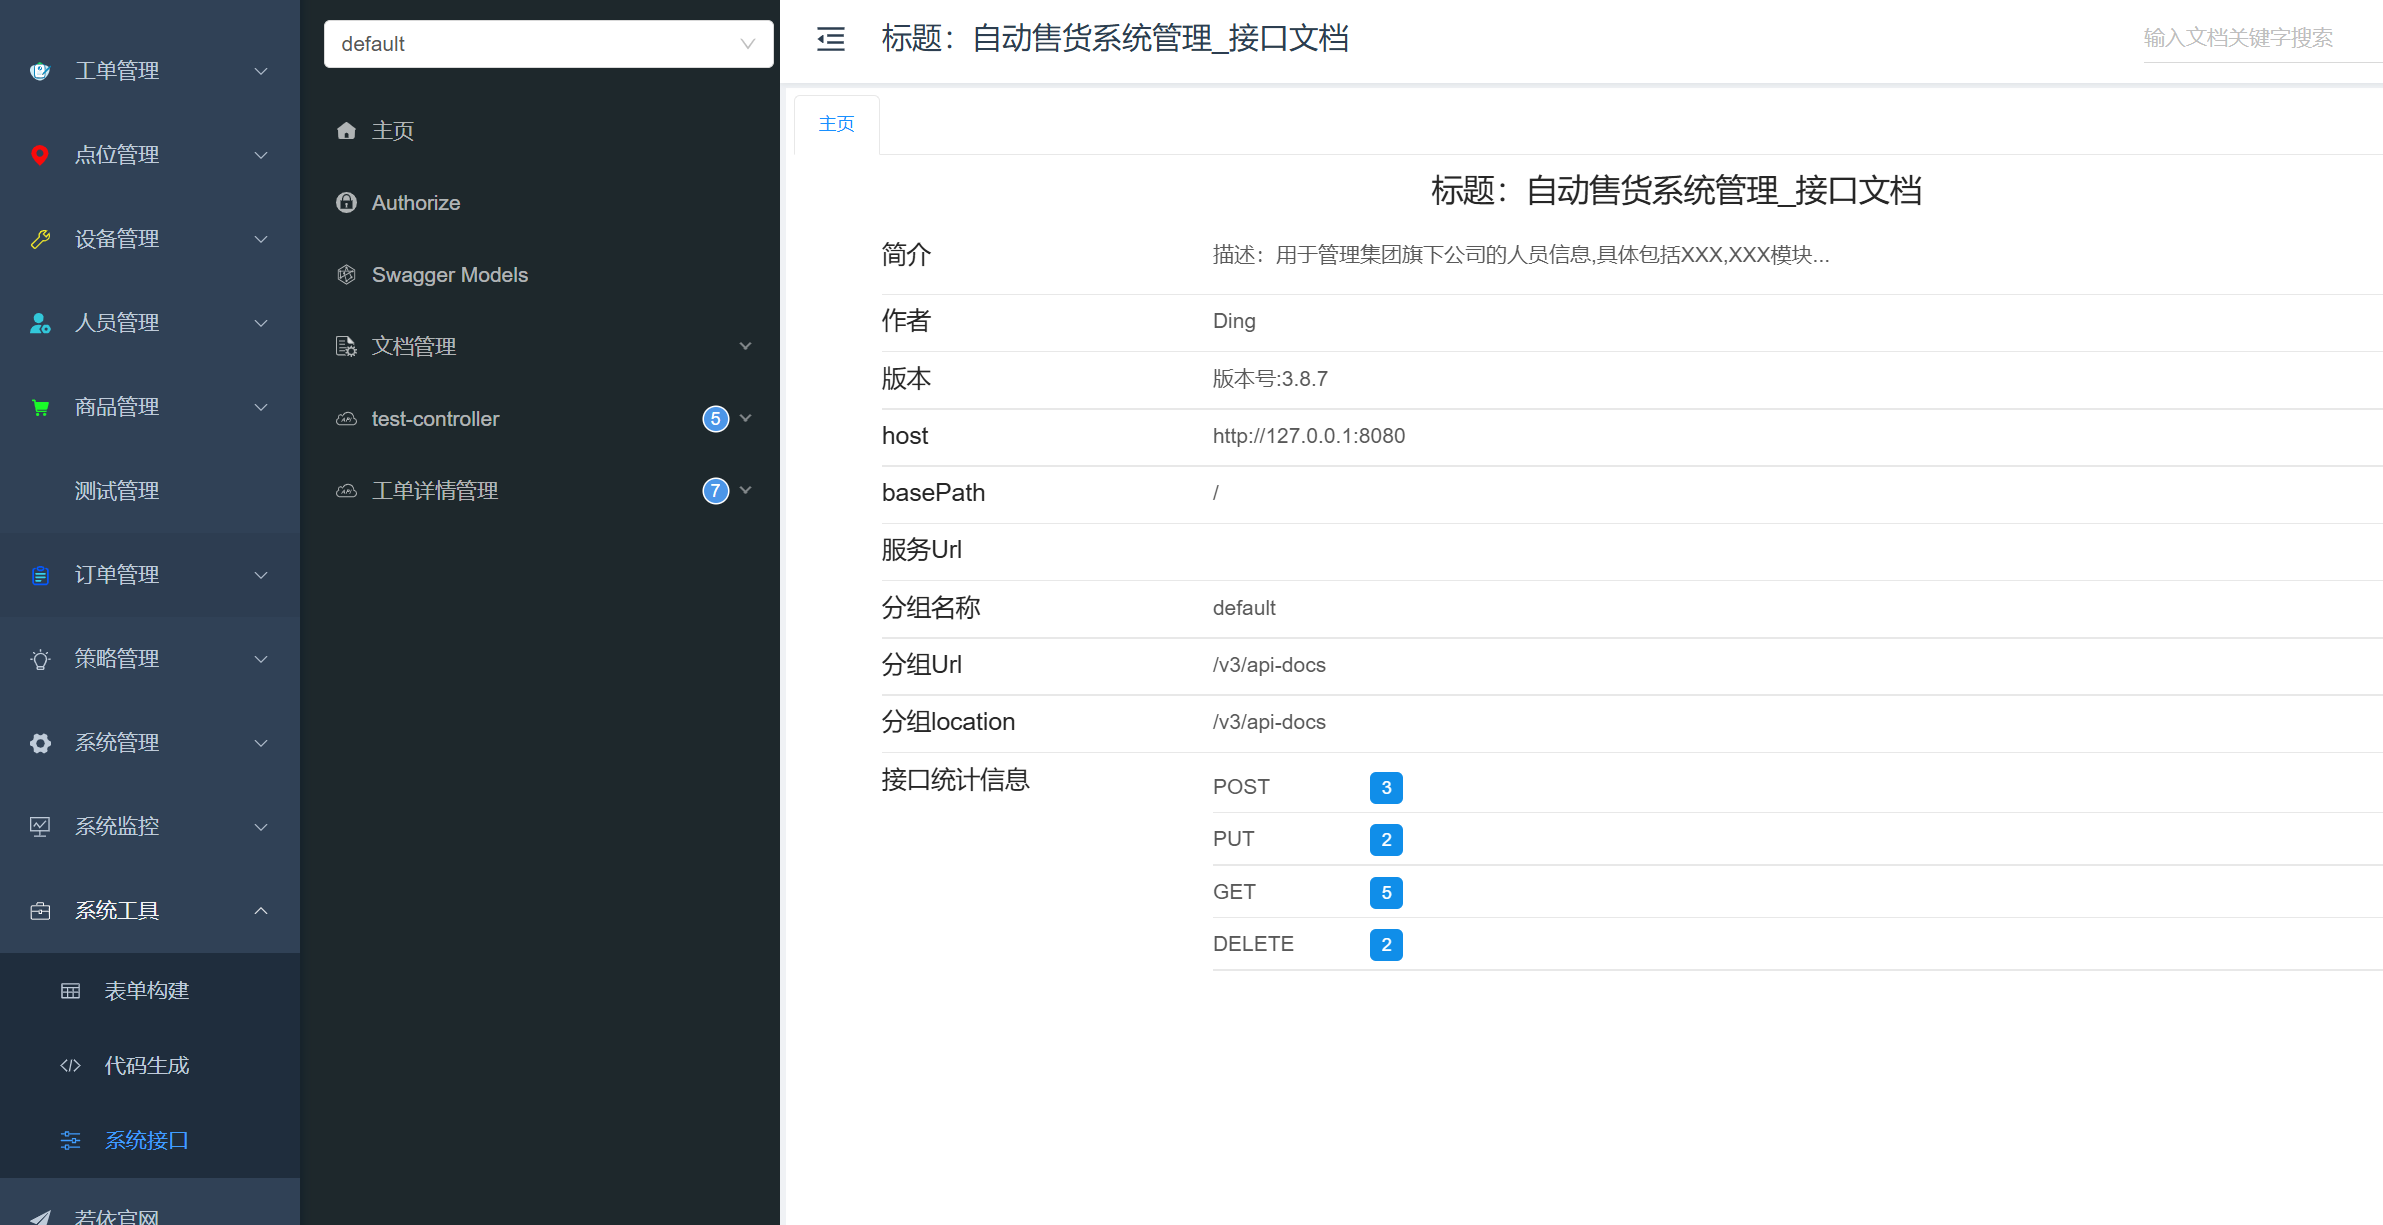 工单管理
点位管理
设备管理
人员管理
商品管理
测试管理
订单管理
策略管理
系统管理
系统监控
系统工具
表单构建
代码生成
系统接口
若依官网
default
主页
Authorize
Swagger Models
文档管理
test-controller 5
工单详情管理 7
标题：自动售货系统管理_接口文档
输入文档关键字搜索
主页
标题：自动售货系统管理_接口文档
简介 描述：用于管理集团旗下公司的人员信息,具体包括XXX,XXX模块...
作者 Ding
版本 版本号:3.8.7
host http://127.0.0.1:8080
basePath /
服务Url
分组名称 default
分组Url /v3/api-docs
分组location /v3/api-docs
接口统计信息
POST 3
PUT 2
GET 5
DELETE 2